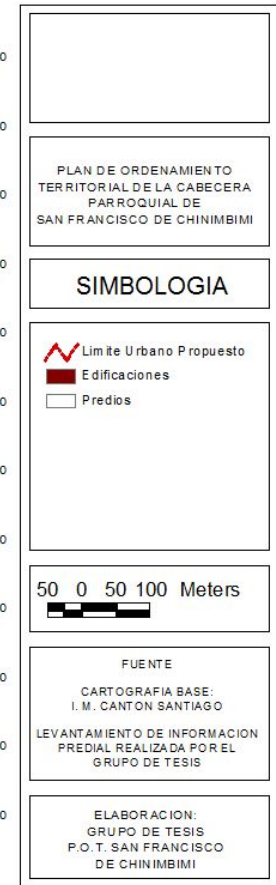 PLAN DE ORDENAMIENTO
TERRITORIAL DE LA CABECERA
PARROQUIAL DE
SAN FRANCISCO DE CHINIMBIMI
SIMBOLOGIA
Limite Urbano Propuesto
Edificaciones
Predios
50 0 50 100 Meters
FUENTE
CARTOGRAFIA BASE:
I. M. CANTON SANTIAGO
LEVANTAMIENTO DE INFORMACION
PREDIAL REALIZADA POR EL
GRUPO DE TESIS
ELABORACION:
GRUPO DE TESIS
P.O.T. SAN FRANCISCO
DE CHINIMBIMI